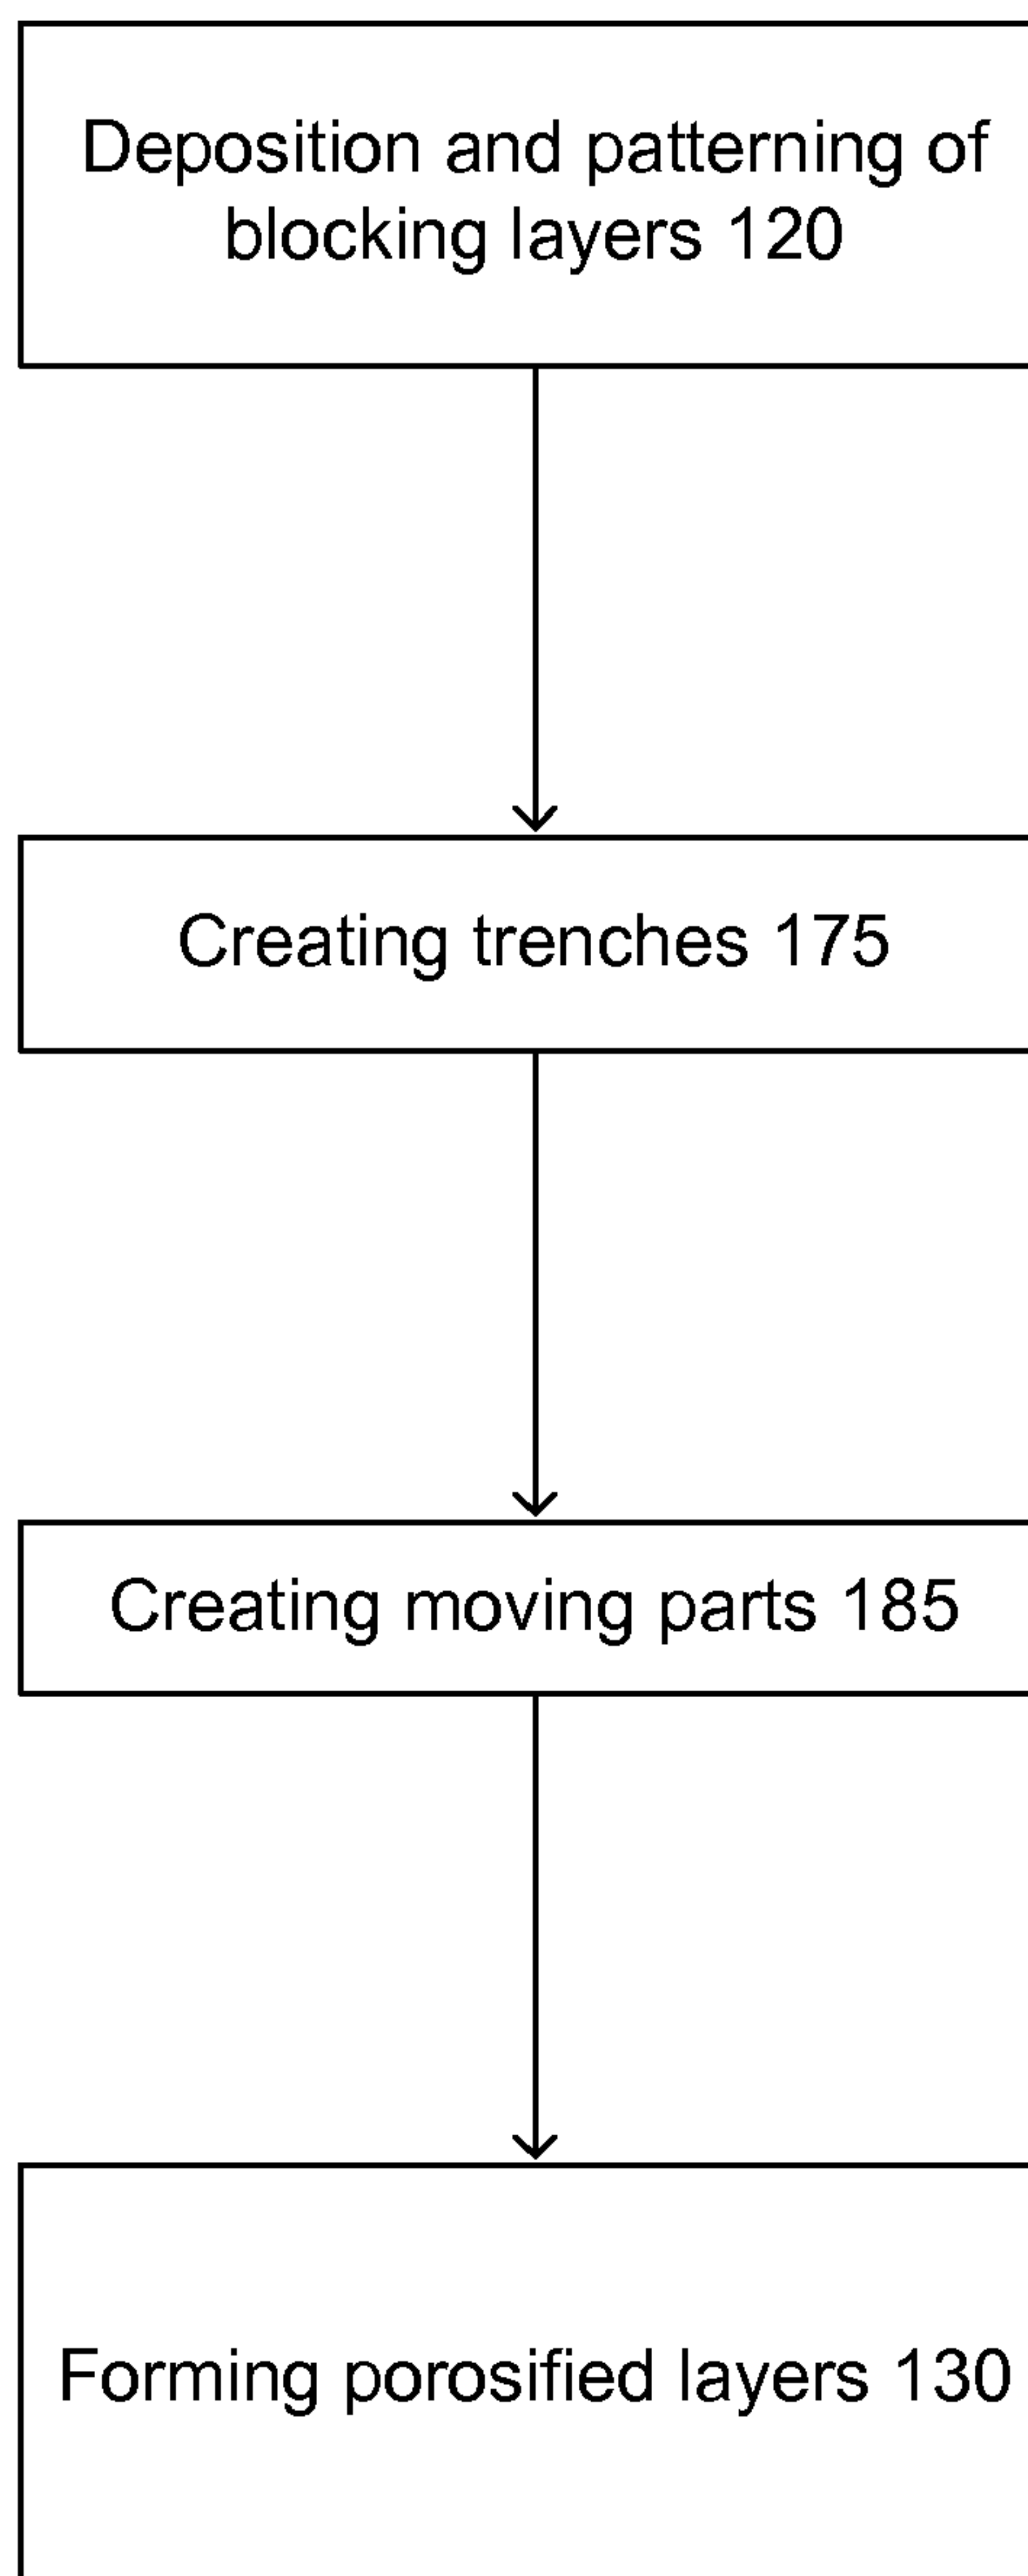 Deposition and patterning of
blocking layers 120
Creating trenches 175
Creating moving parts 185
Forming porosified layers 130